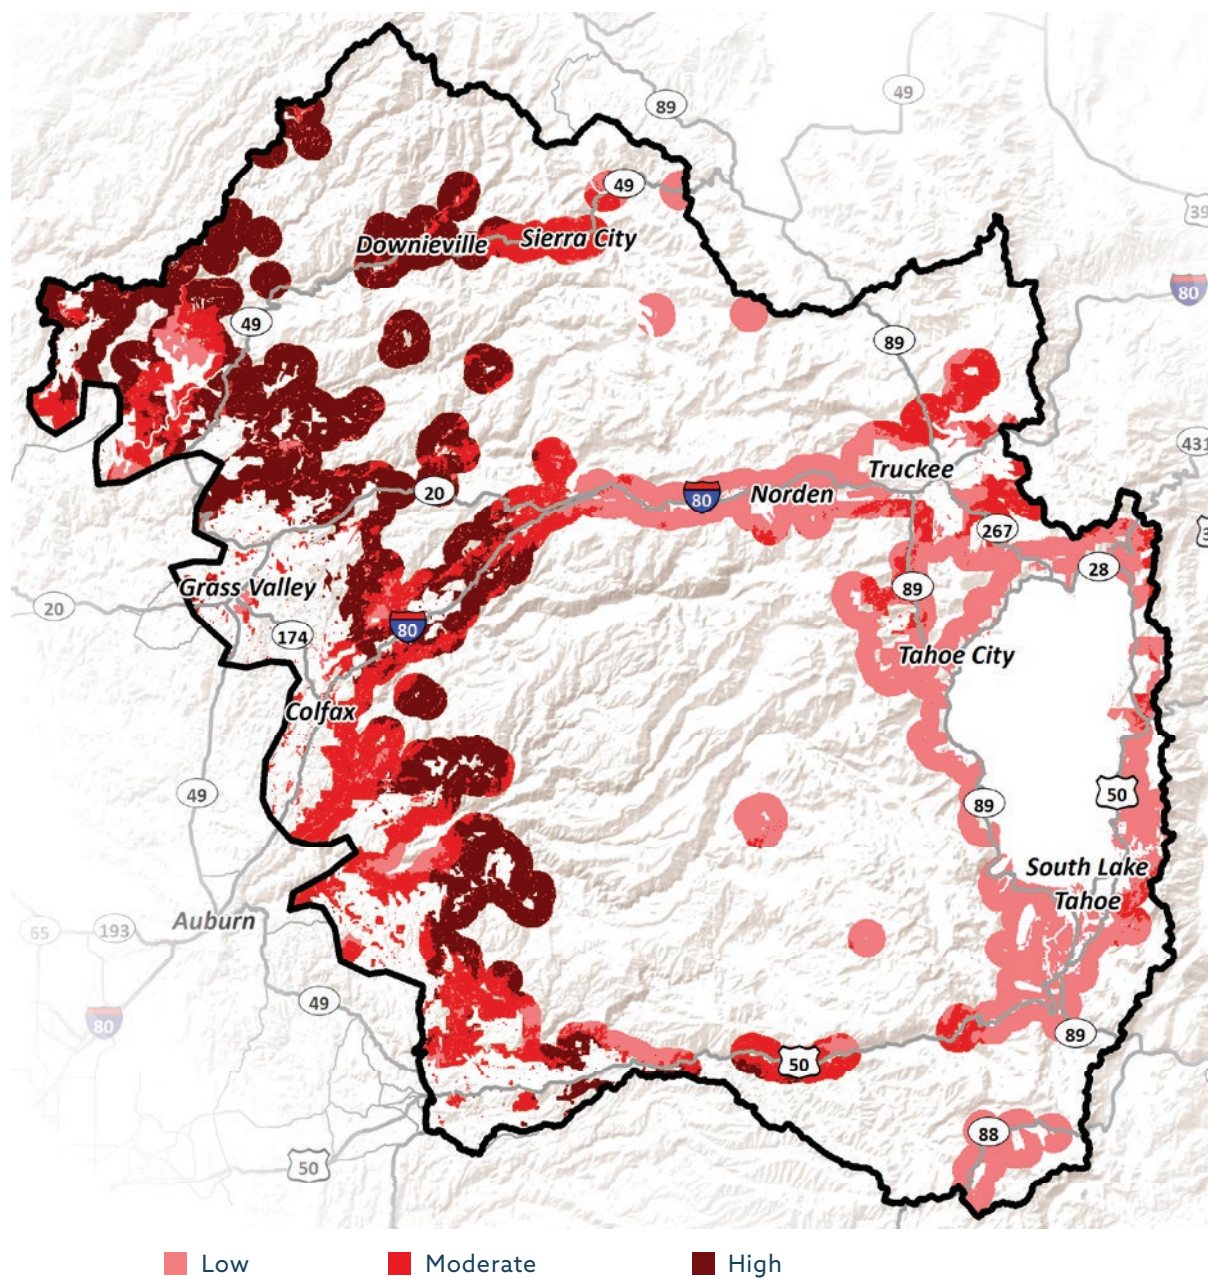 49
89
39
49
Downieville
Sierra City
80
49
89
431
Truckee
20
80
Norden
267
3
28
Grass Valley
89
20
80
174
Tahoe City
Colfax
49
89
50
South Lake
Tahoe
Auburn
65
193
49
80
89
50
88
50
Low
Moderate
High